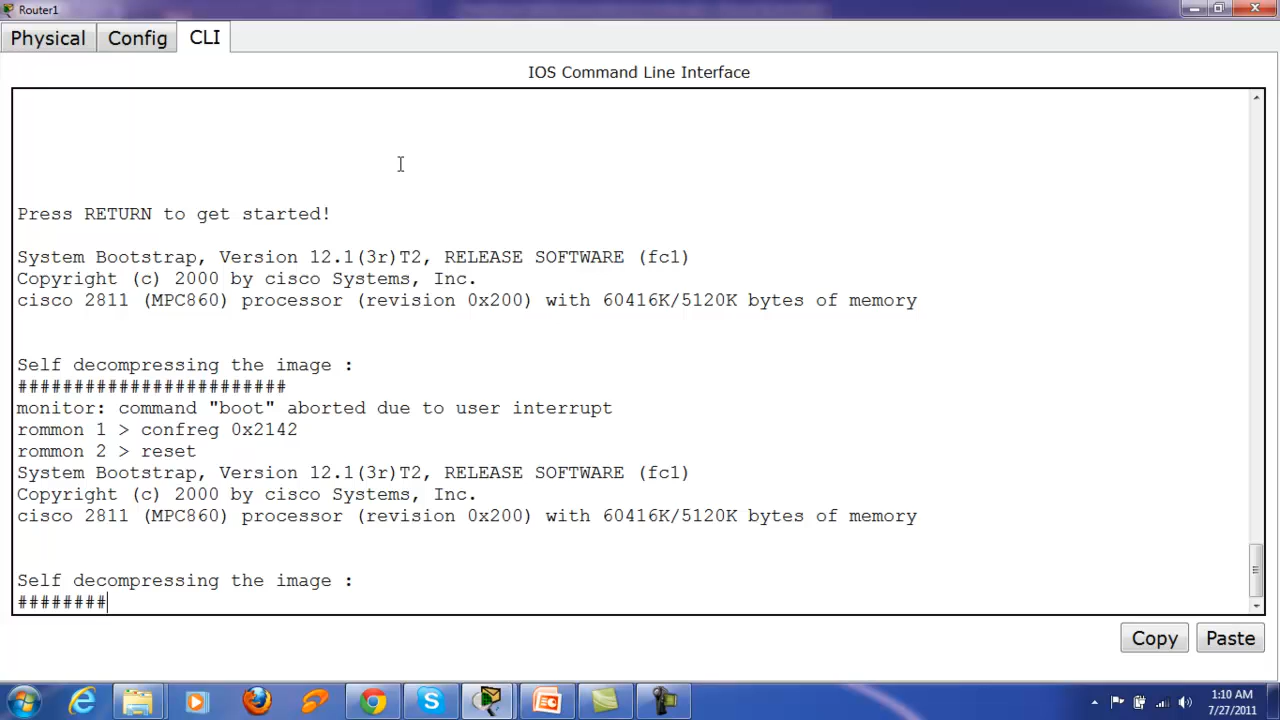 Router1
Physical Config CLI
IOS Command Line Interface
Press RETURN to get started!
System Bootstrap, Version 12.1(3r)T2, RELEASE SOFTWARE (fc1)
Copyright (c) 2000 by cisco Systems, Inc.
cisco 2811 (MPC860) processor (revision 0x200) with 60416K/5120K bytes of memory
Self decompressing the image :
########################
monitor: command "boot" aborted due to user interrupt
rommon 1 > confreg 0x2142
rommon 2 > reset
System Bootstrap, Version 12.1(3r)T2, RELEASE SOFTWARE (fc1)
Copyright (c) 2000 by cisco Systems, Inc.
cisco 2811 (MPC860) processor (revision 0x200) with 60416K/5120K bytes of memory
Self decompressing the image :
########
Copy Paste
1:10 AM
7/27/2011